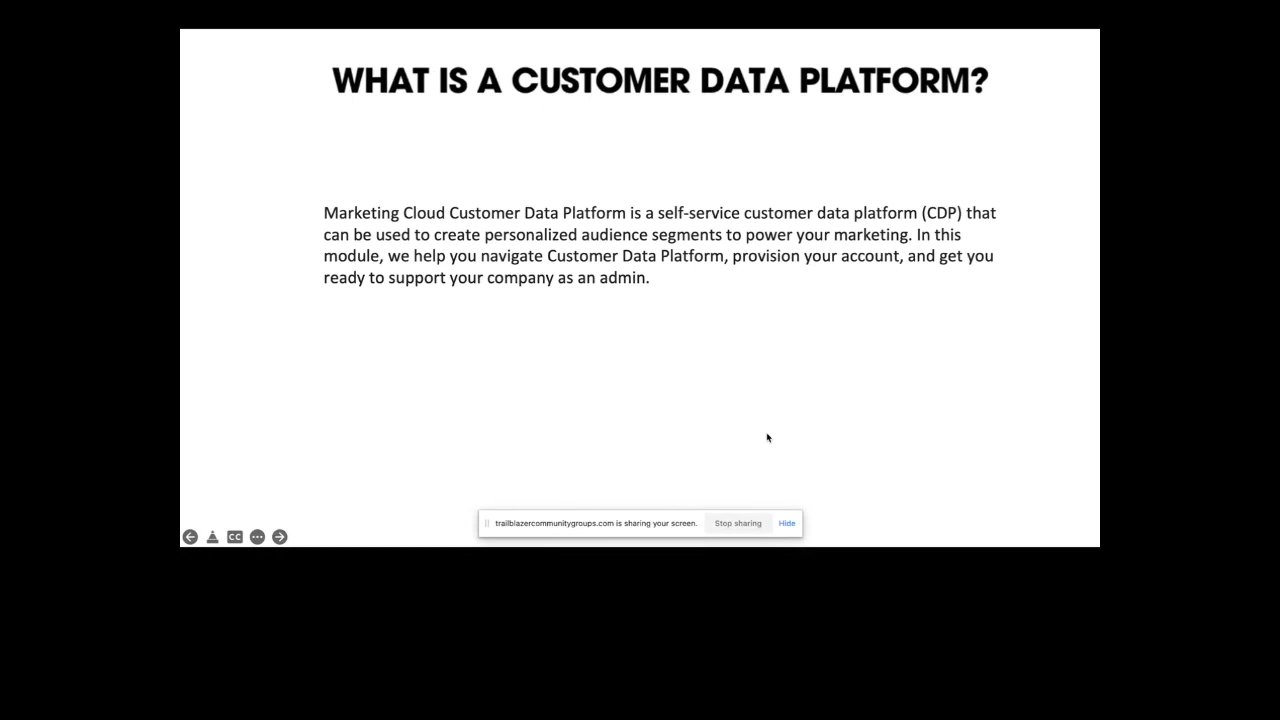 WHAT IS A CUSTOMER DATA PLATFORM?
Marketing Cloud Customer Data Platform is a self-service customer data platform (CDP) that
can be used to create personalized audience segments to power your marketing. In this
module, we help you navigate Customer Data Platform, provision your account, and get you
ready to support your company as an admin.
trailblazercommunitygroups.com is sharing your screen. Stop sharing Hide
CC